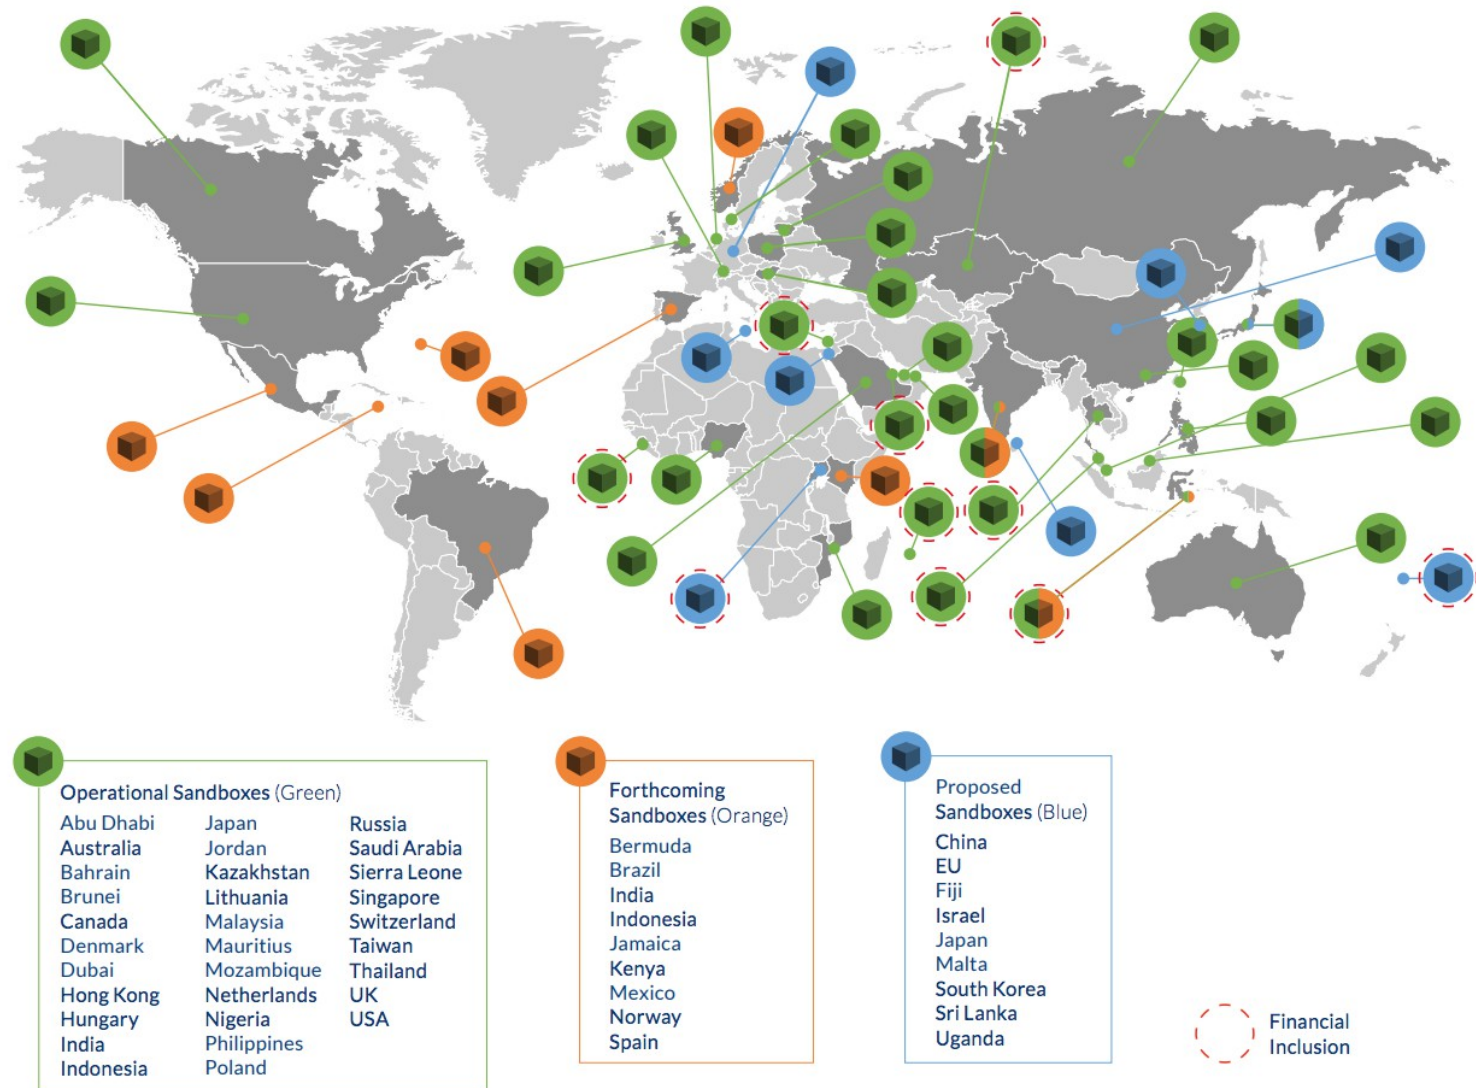 Operational Sandboxes (Green)
Abu Dhabi
Australia
Bahrain
Brunei
Canada
Denmark
Dubai
Hong Kong
Hungary
India
Indonesia
Japan
Jordan
Kazakhstan
Lithuania
Malaysia
Mauritius
Mozambique
Netherlands
Nigeria
Philippines
Poland
Russia
Saudi Arabia
Sierra Leone
Singapore
Switzerland
Taiwan
Thailand
UK
USA
Forthcoming
Sandboxes (Orange)
Bermuda
Brazil
India
Indonesia
Jamaica
Kenya
Mexico
Norway
Spain
Proposed
Sandboxes (Blue)
China
EU
Fiji
Israel
Japan
Malta
South Korea
Sri Lanka
Uganda
Financial
Inclusion